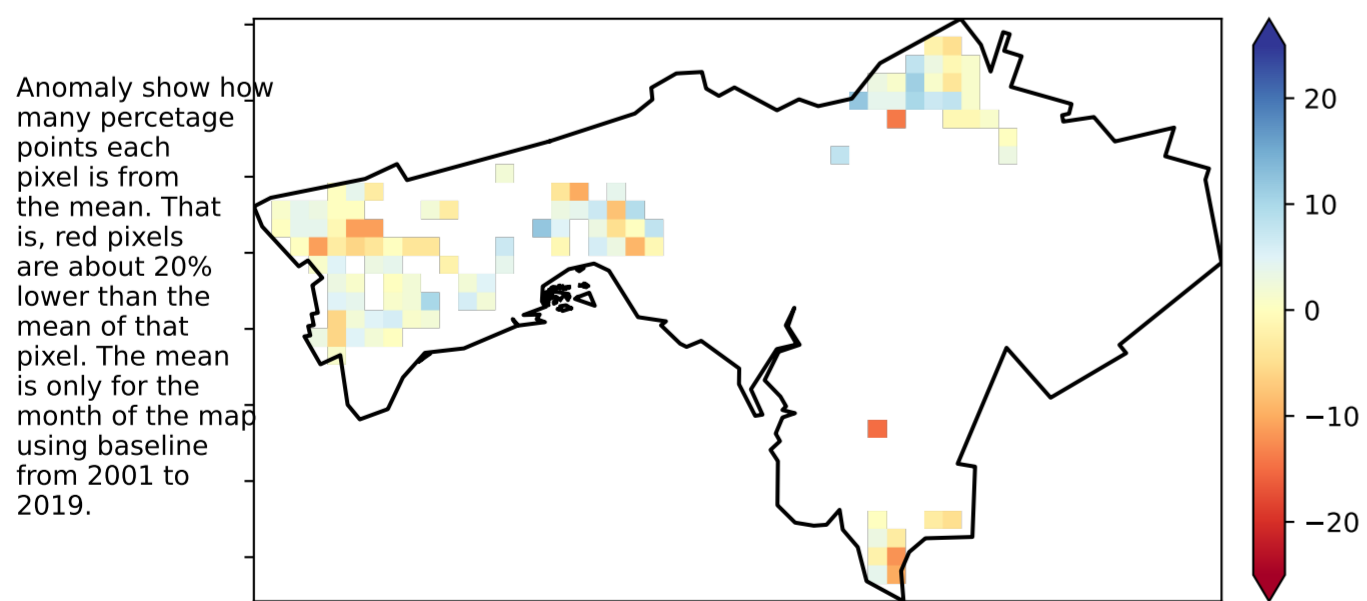 Anomaly show how
many percetage
points each
pixel is from
the mean. That
is, red pixels
are about 20%
lower than the
mean of that
pixel. The mean
is only for the
month of the map
using baseline
from 2001 to
2019.
20
10
0
−10
−20